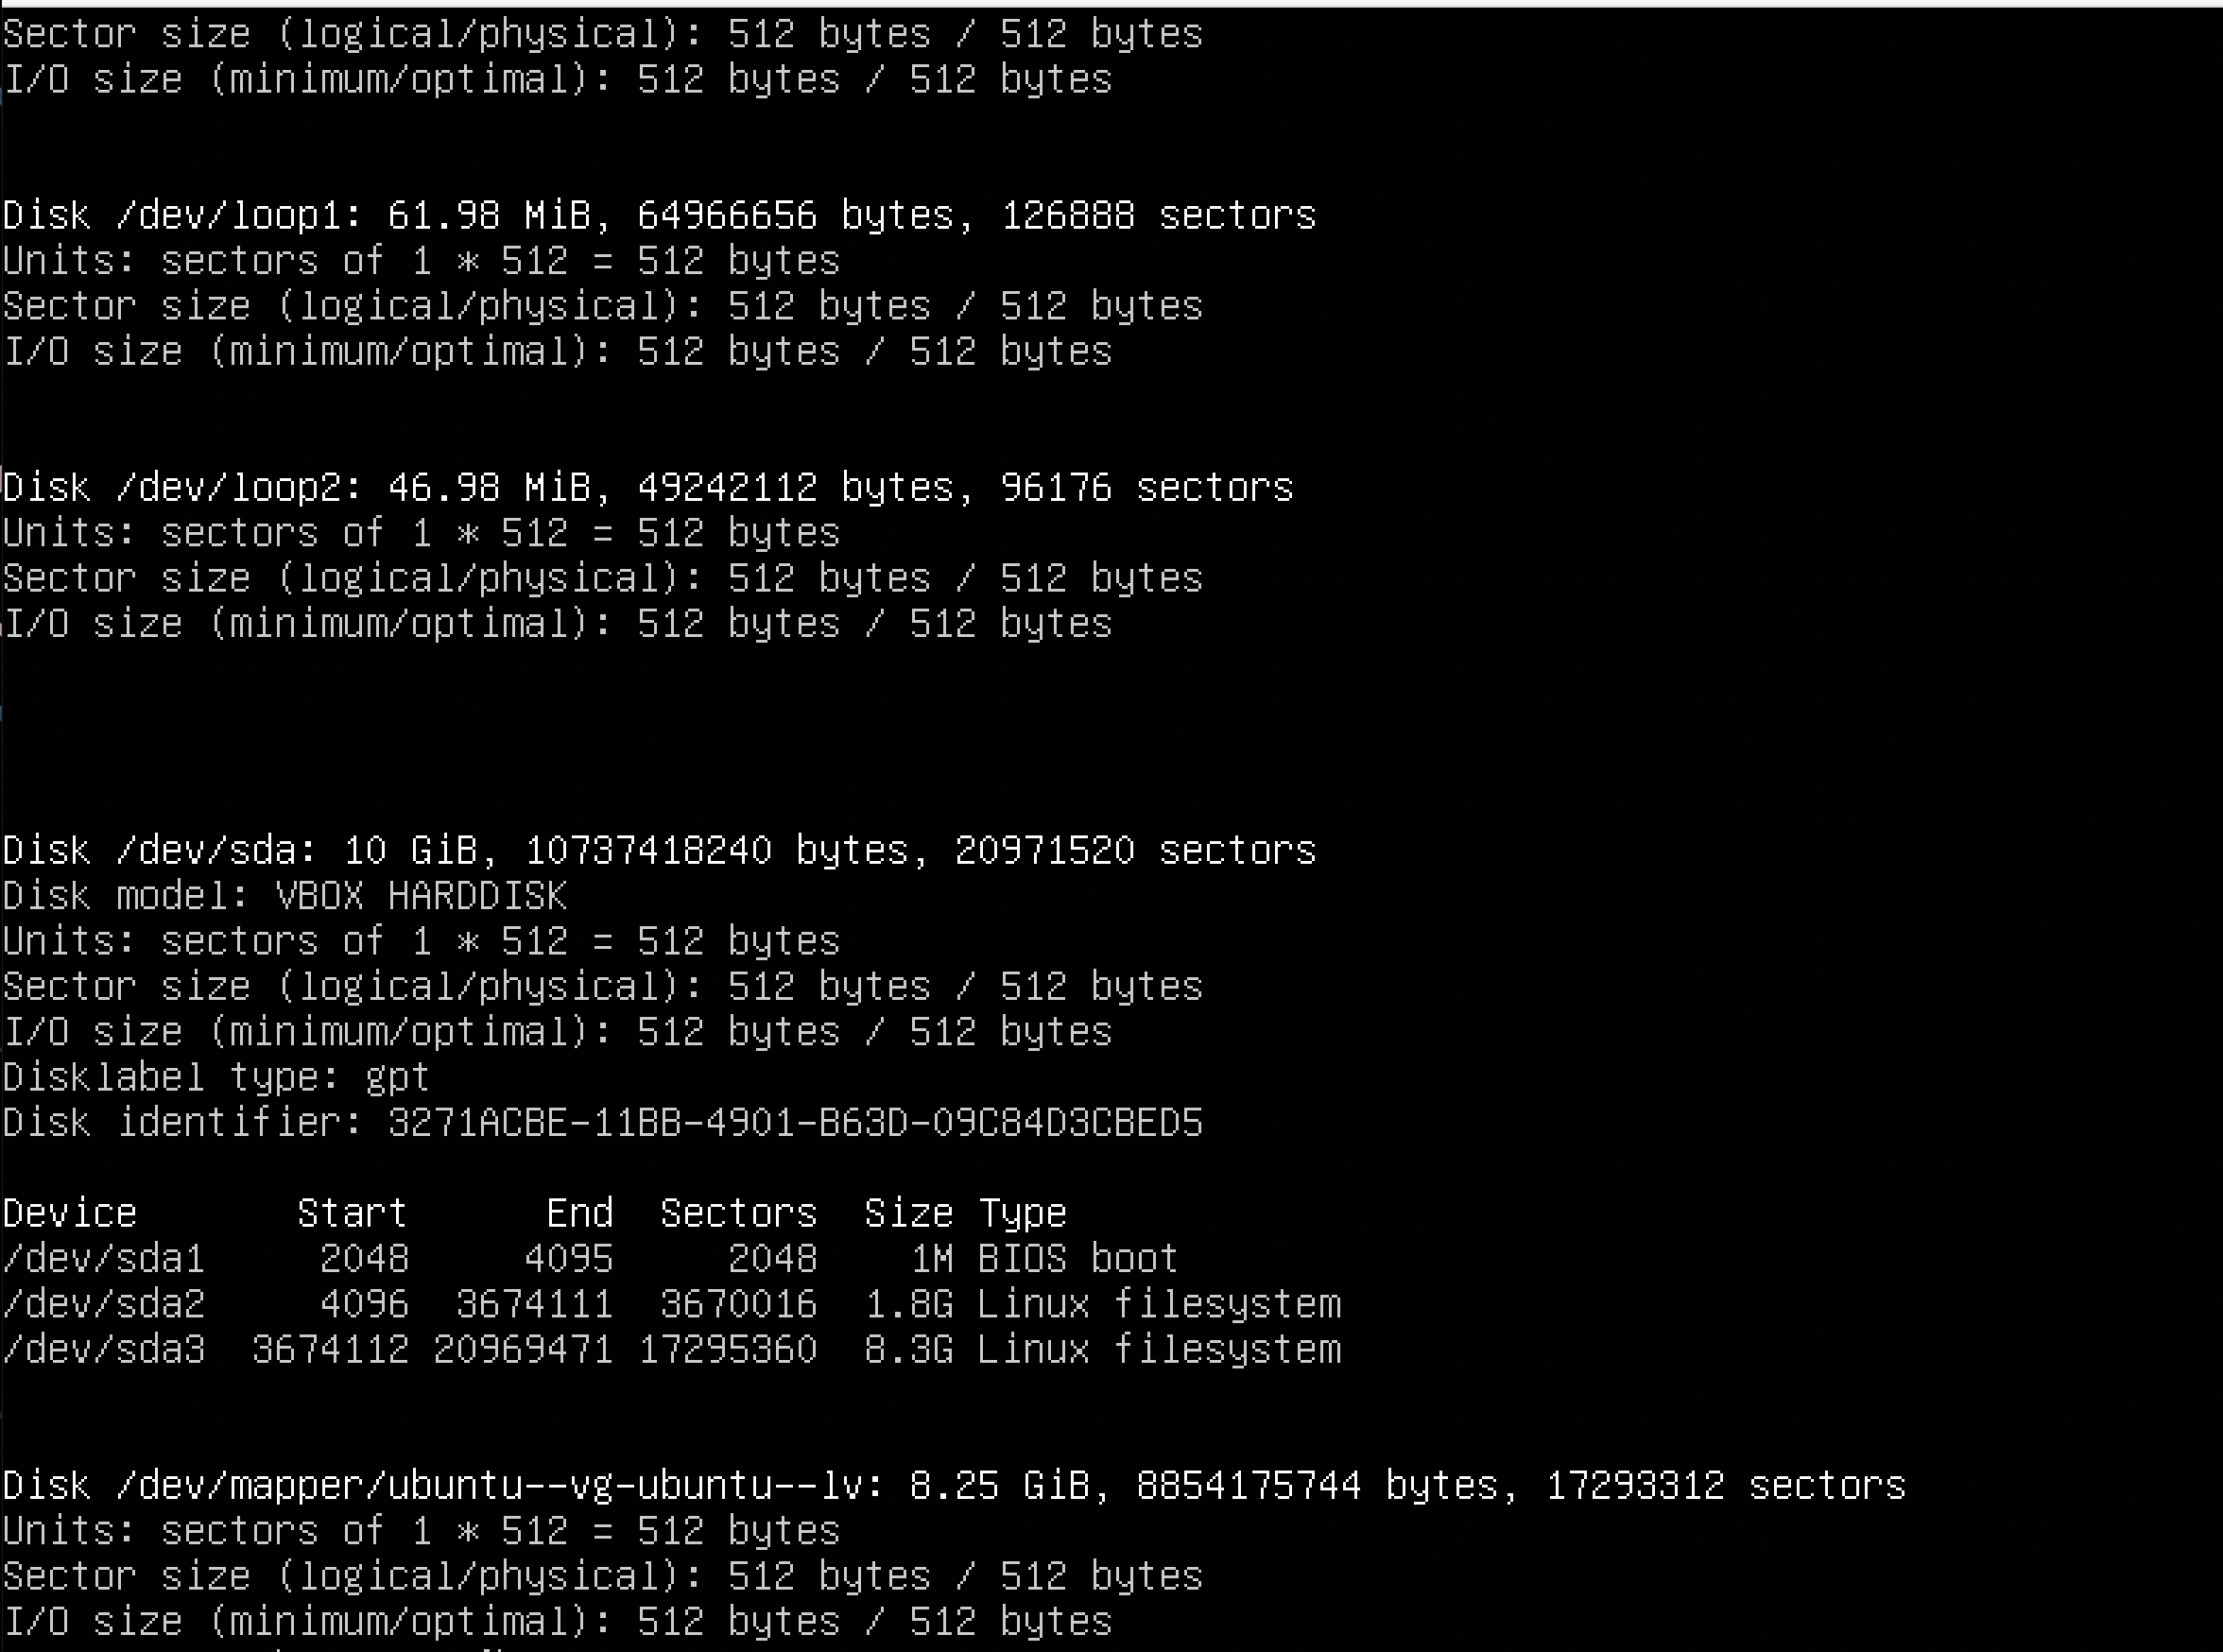 Sector size (logical/physical): 512 bytes / 512 bytes
I/O size (minimum/optimal): 512 bytes / 512 bytes
Disk /dev/loop1: 61.98 MiB, 64966656 bytes, 126888 sectors
Units: sectors of 1 * 512 = 512 bytes
Sector size (logical/physical): 512 bytes / 512 bytes
I/O size (minimum/optimal): 512 bytes / 512 bytes
Disk /dev/loop2: 46.98 MiB, 49242112 bytes, 96176 sectors
Units: sectors of 1 * 512 = 512 bytes
Sector size (logical/physical): 512 bytes / 512 bytes
I/O size (minimum/optimal): 512 bytes / 512 bytes
Disk /dev/sda: 10 GiB, 10737418240 bytes, 20971520 sectors
Disk model: VBOX HARDDISK
Units: sectors of 1 * 512 = 512 bytes
Sector size (logical/physical): 512 bytes / 512 bytes
I/O size (minimum/optimal): 512 bytes / 512 bytes
Disklabel type: gpt
Disk identifier: 3271ACBE-11BB-4901-B63D-09C84D3CBED5
Device Start End Sectors Size Type
/dev/sda1 2048 4095 2048 1M BIOS boot
/dev/sda2 4096 3674111 3670016 1.8G Linux filesystem
/dev/sda3 3674112 20969471 17295360 8.3G Linux filesystem
Disk /dev/mapper/ubuntu--vg-ubuntu--lv: 8.25 GiB, 8854175744 bytes, 17293312 sectors
Units: sectors of 1 * 512 = 512 bytes
Sector size (logical/physical): 512 bytes / 512 bytes
I/O size (minimum/optimal): 512 bytes / 512 bytes